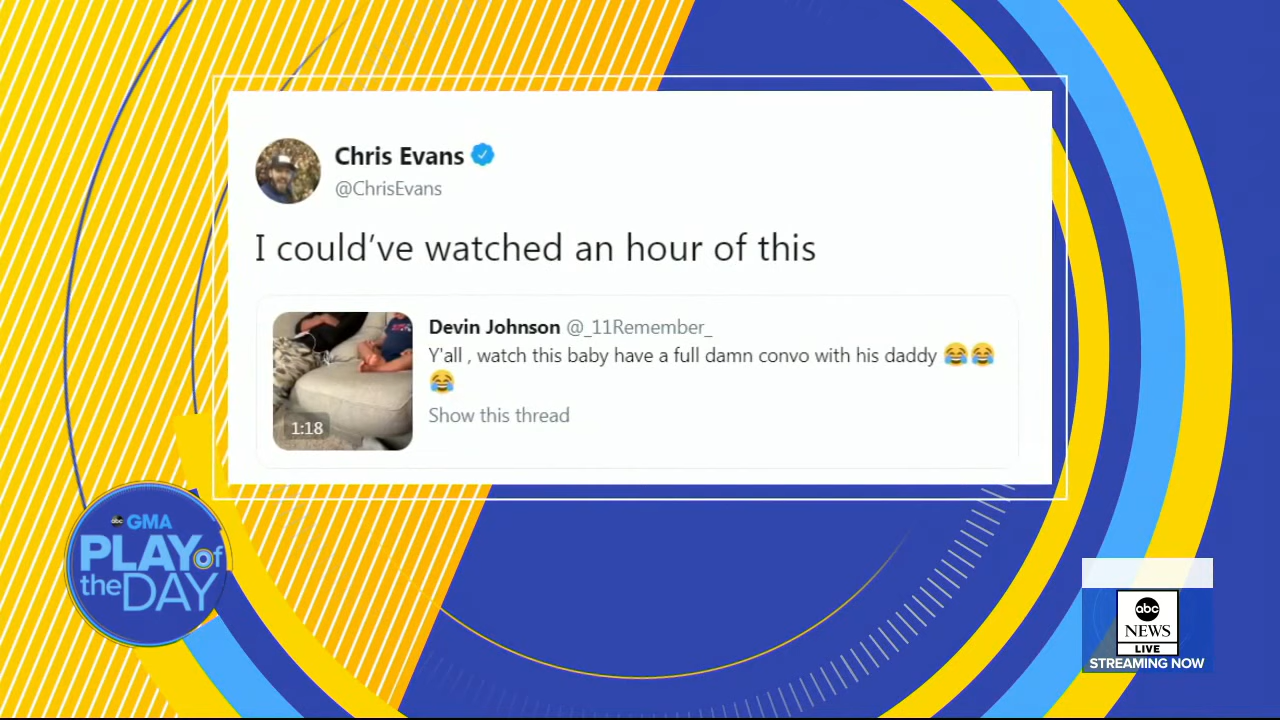 Chris Evans
@ChrisEvans
I could've watched an hour of this
Devin Johnson @_11Remember_
Y'all , watch this baby have a full damn convo with his daddy 😂😂
😂
Show this thread
1:18
abc GMA
PLAY of
the DAY
abc
NEWS
LIVE
STREAMING NOW